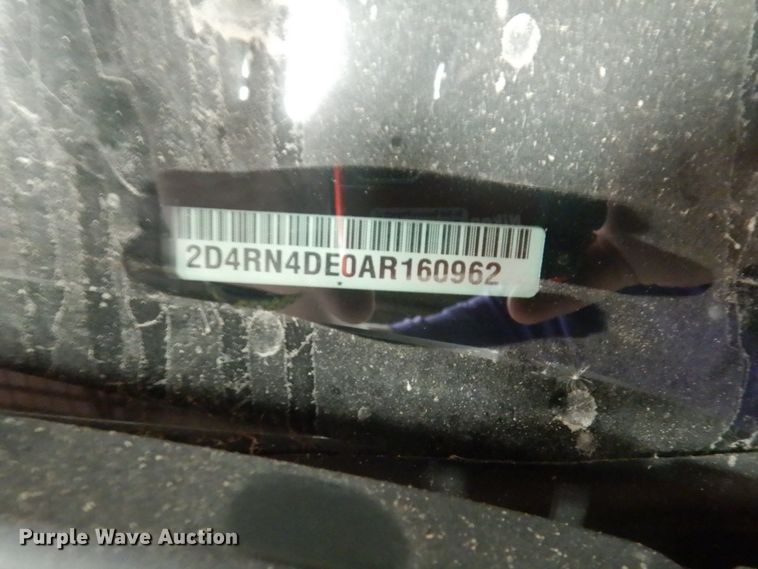 2D4RN4DE0AR160962
Purple Wave Auction